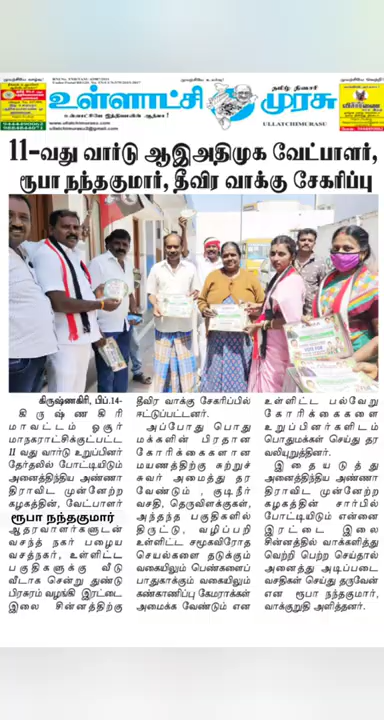 உள்ளாட்சி முரசு
தமிழ் தினசரி
ULLATCHIMURASU
www.ullatchimurasu.com
11-வது வார்டு ஆஇஅதிமுக வேட்பாளர்,
ரூபா நந்தகுமார், தீவிர வாக்கு சேகரிப்பு
கிருஷ்ணகிரி, பிப்.14-
கிருஷ்ணகிரி
மாவட்டம் ஓசூர்
மாநகராட்சிக்குட்பட்ட
11 வது வார்டு உறுப்பினர்
தேர்தலில் போட்டியிடும்
அனைத்திந்திய அண்ணா
திராவிட முன்னேற்ற
கழகத்தின், வேட்பாளர்
ரூபா நந்தகுமார்
ஆதரவாளர்களுடன்
வசந்த் நகர் பழைய
வசந்நகர், உள்ளிட்ட
பகுதிகளுக்கு வீடு
வீடாக சென்று துண்டு
பிரசுரம் வழங்கி இரட்டை
இலை சின்னத்திற்கு
தீவிர வாக்கு சேகரிப்பில்
ஈட்டுப்பட்டனர்.
அப்போது பொது
மக்களின் பிரதான
கோரிக்கைகளான
மயணத்திற்கு சுற்றுச்
சுவர் அமைத்து தர
வேண்டும் , குடிநீர்
வசதி, தெருவிளக்குகள்,
அந்தந்த பகுதிகளில்
திருட்டு, வழிப்பறி
உள்ளிட்ட சமூகவிரோத
செயல்களை தடுக்கும்
வகையிலும் பெண்களைப்
பாதுகாக்கும் வகையிலும்
கண்காணிப்பு கேமராக்கள்
அமைக்க வேண்டும் என
உள்ளிட்ட பல்வேறு
கோரிக்கைகளை
உறுப்பினர்களிடம்
பொதுமக்கள் செய்து தர
வலியுறுத்தினர்.
இதையடுத்து
அனைத்திந்திய அண்ணா
திராவிட முன்னேற்ற
கழகத்தின் சார்பில்
போட்டியிடும் என்னை
இரட்டை இலை
சின்னத்தில் வாக்களித்து
வெற்றி பெற செய்தால்
அனைத்து அடிப்படை
வசதிகள் செய்து தருவேன்
என ரூபா நந்தகுமார்,
வாக்குறுதி அளித்தனர்.